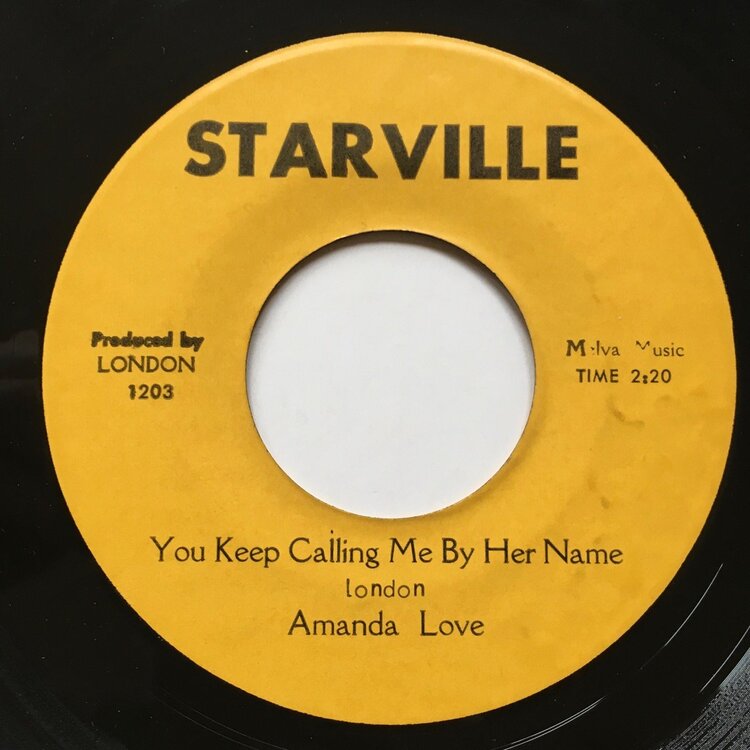 STARVILLE
Produced by
LONDON
1203
Music
TIME 2:20
You Keep Calling Me By Her Name
london
Amanda Love